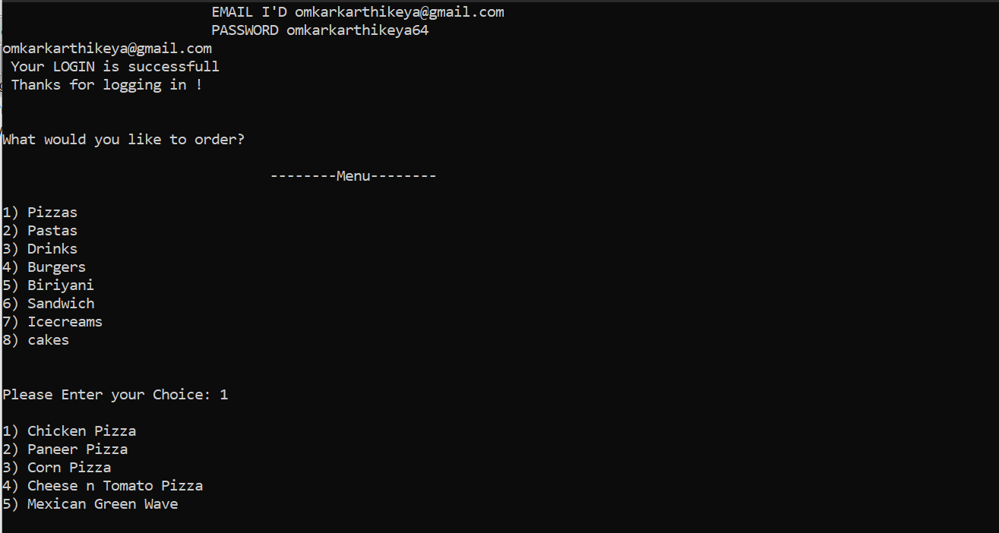 EMAIL I'D omkarkarthikeya@gmail.com
PASSWORD omkarkarthikeya64
omkarkarthikeya@gmail.com
Your LOGIN is successfull
Thanks for logging in !
What would you like to order?
--------Menu--------
1) Pizzas
2) Pastas
3) Drinks
4) Burgers
5) Biriyani
6) Sandwich
7) Icecreams
8) cakes
Please Enter your Choice: 1
1) Chicken Pizza
2) Paneer Pizza
3) Corn Pizza
4) Cheese n Tomato Pizza
5) Mexican Green Wave